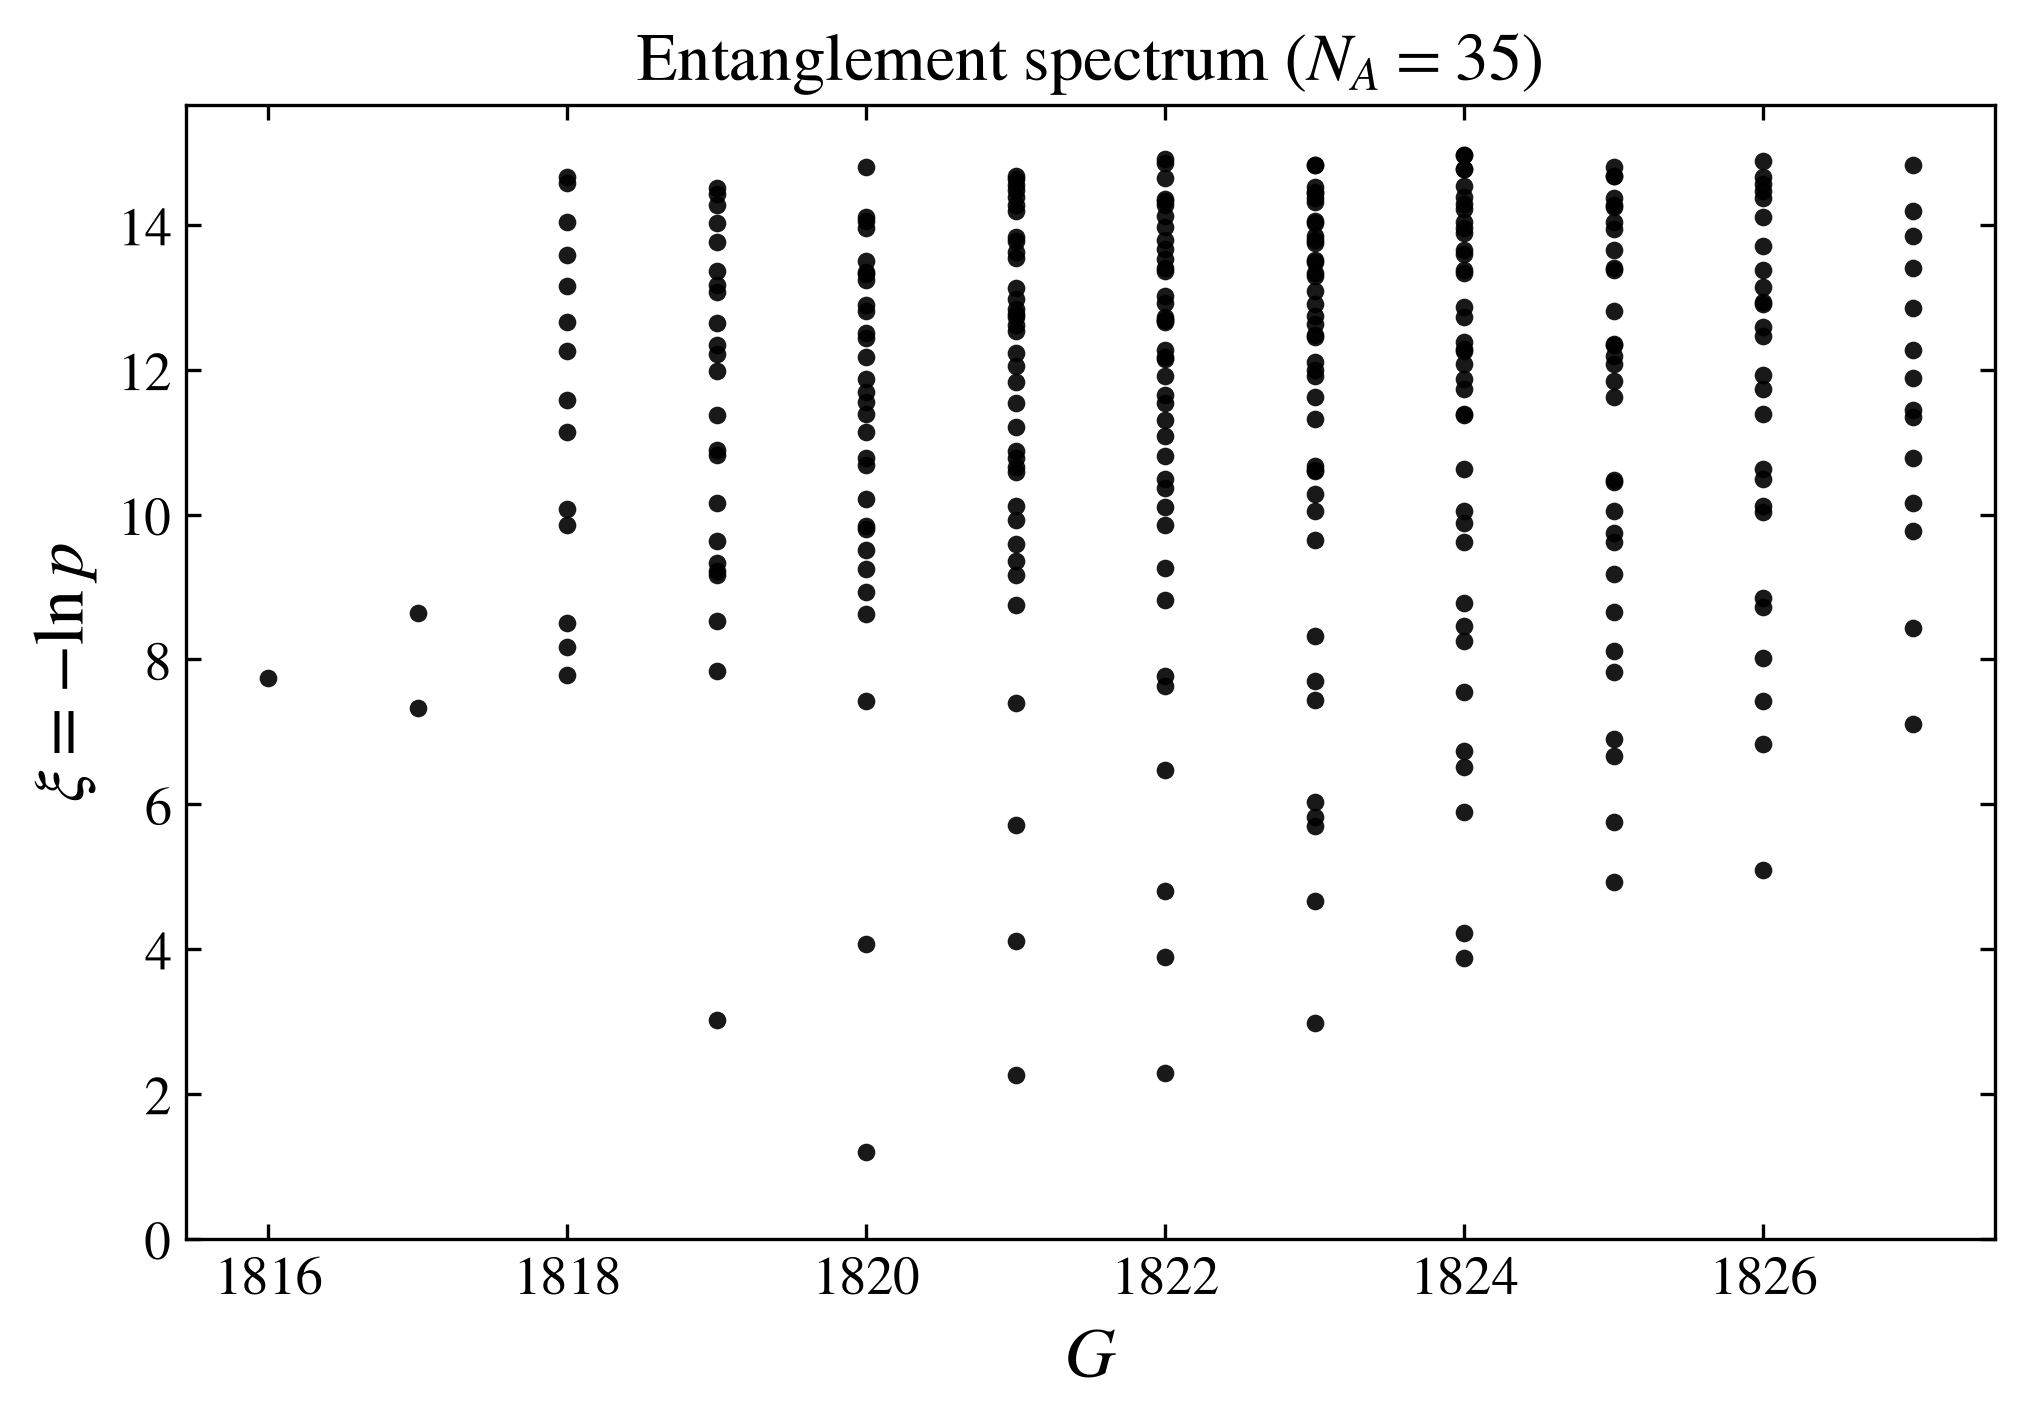 Entanglement spectrum (N_A = 35)
ξ = −ln p
14
12
10
8
6
4
2
0
1816 1818 1820 1822 1824 1826
G